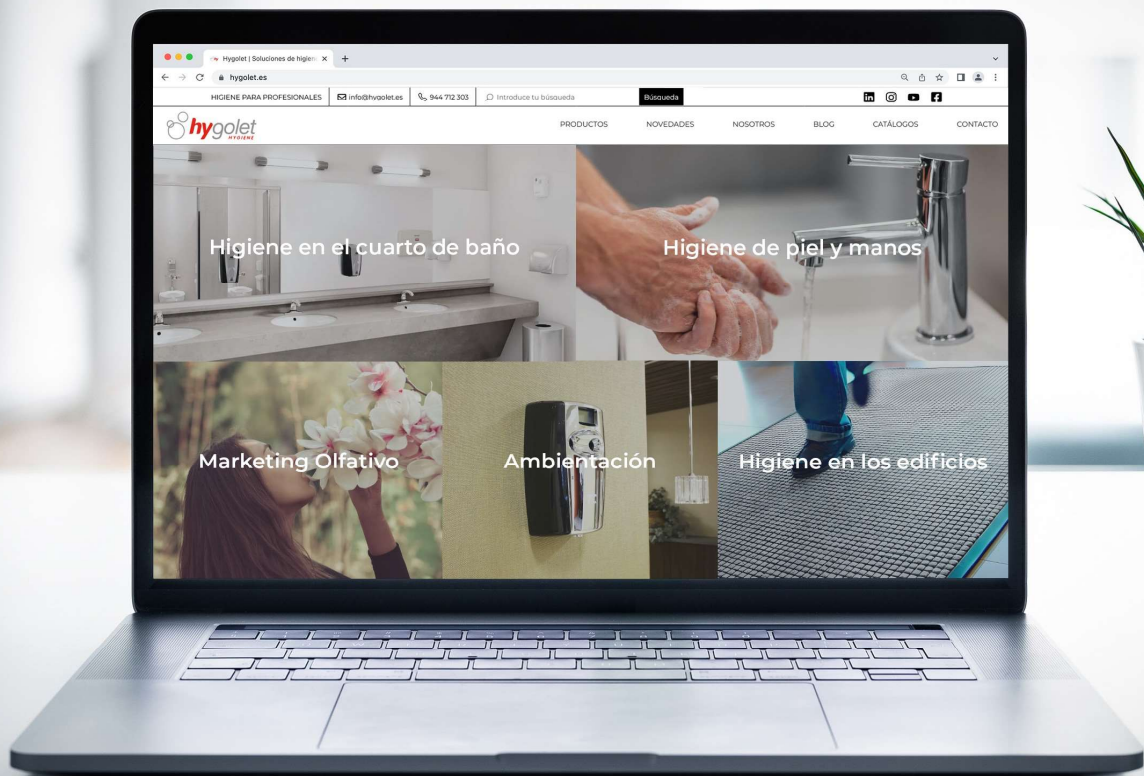 Hygolet | Soluciones de higien
hygolet.es
HIGIENE PARA PROFESIONALES info@hygolet.es 944 712 303 Introduce tu búsqueda Búsqueda
hygolet
HYGIENE
PRODUCTOS NOVEDADES NOSOTROS BLOG CATÁLOGOS CONTACTO
Higiene en el cuarto de baño
Higiene de piel y manos
Marketing Olfativo
Ambientación
Higiene en los edificios